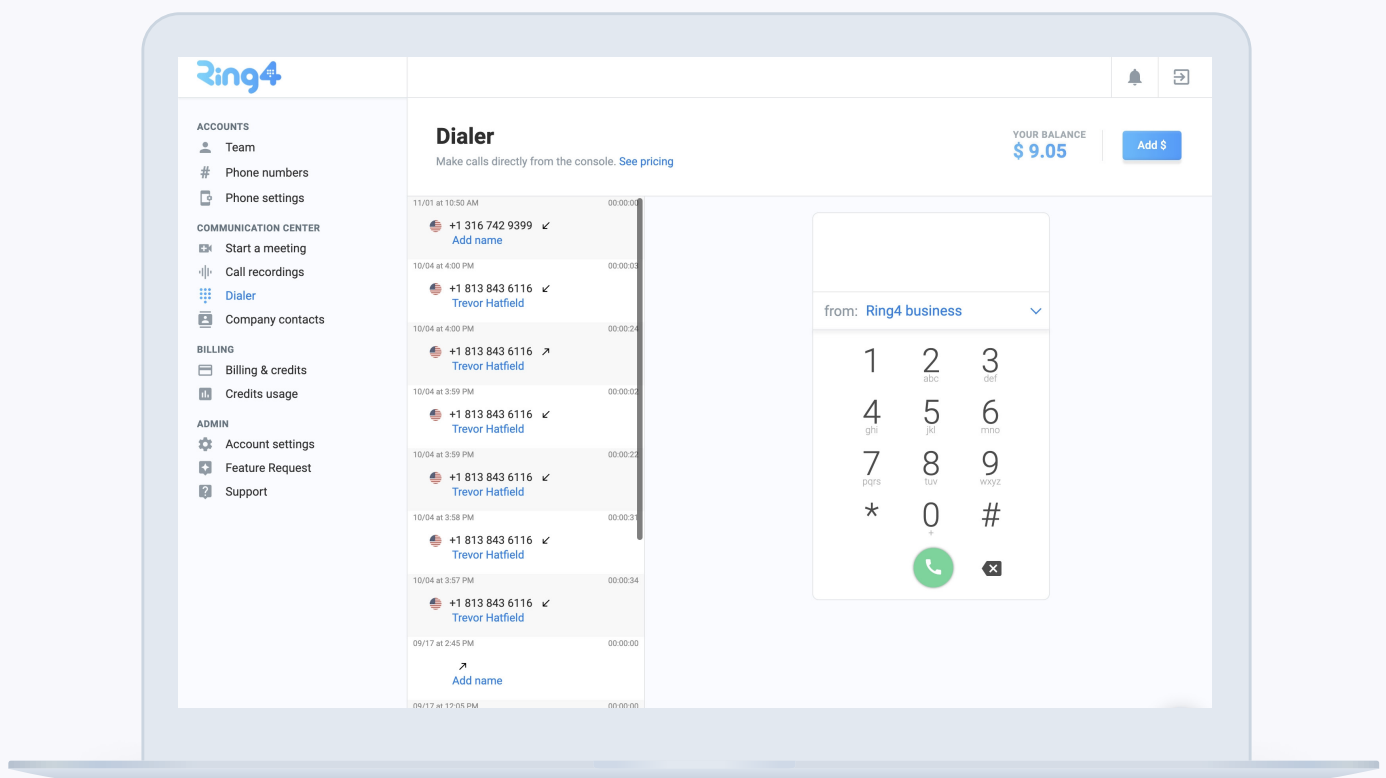 Ring4
ACCOUNTS
Team
Phone numbers
Phone settings
COMMUNICATION CENTER
Start a meeting
Call recordings
Dialer
Company contacts
BILLING
Billing & credits
Credits usage
ADMIN
Account settings
Feature Request
Support
Dialer
Make calls directly from the console. See pricing
YOUR BALANCE
$ 9.05
Add $
11/01 at 10:50 AM 00:00:00
+1 316 742 9399
Add name
10/04 at 4:00 PM 00:00:03
+1 813 843 6116
Trevor Hatfield
10/04 at 4:00 PM 00:00:24
+1 813 843 6116
Trevor Hatfield
10/04 at 3:59 PM 00:00:02
+1 813 843 6116
Trevor Hatfield
10/04 at 3:59 PM 00:00:22
+1 813 843 6116
Trevor Hatfield
10/04 at 3:58 PM 00:00:31
+1 813 843 6116
Trevor Hatfield
10/04 at 3:57 PM 00:00:34
+1 813 843 6116
Trevor Hatfield
09/17 at 2:45 PM 00:00:00
Add name
09/17 at 12:05 PM 00:00:00
from: Ring4 business
1 2 3
abc def
4 5 6
ghi jkl mno
7 8 9
pqrs tuv wxyz
* 0 #
+